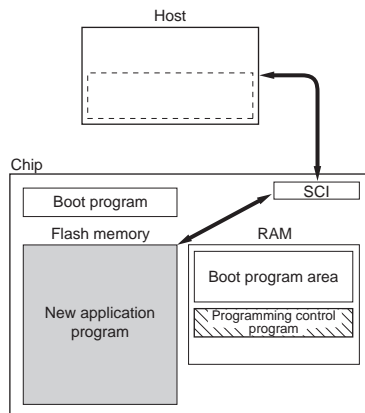 Host
Chip
SCI
Boot program
Flash memory
RAM
New application
program
Boot program area
Programming control
program